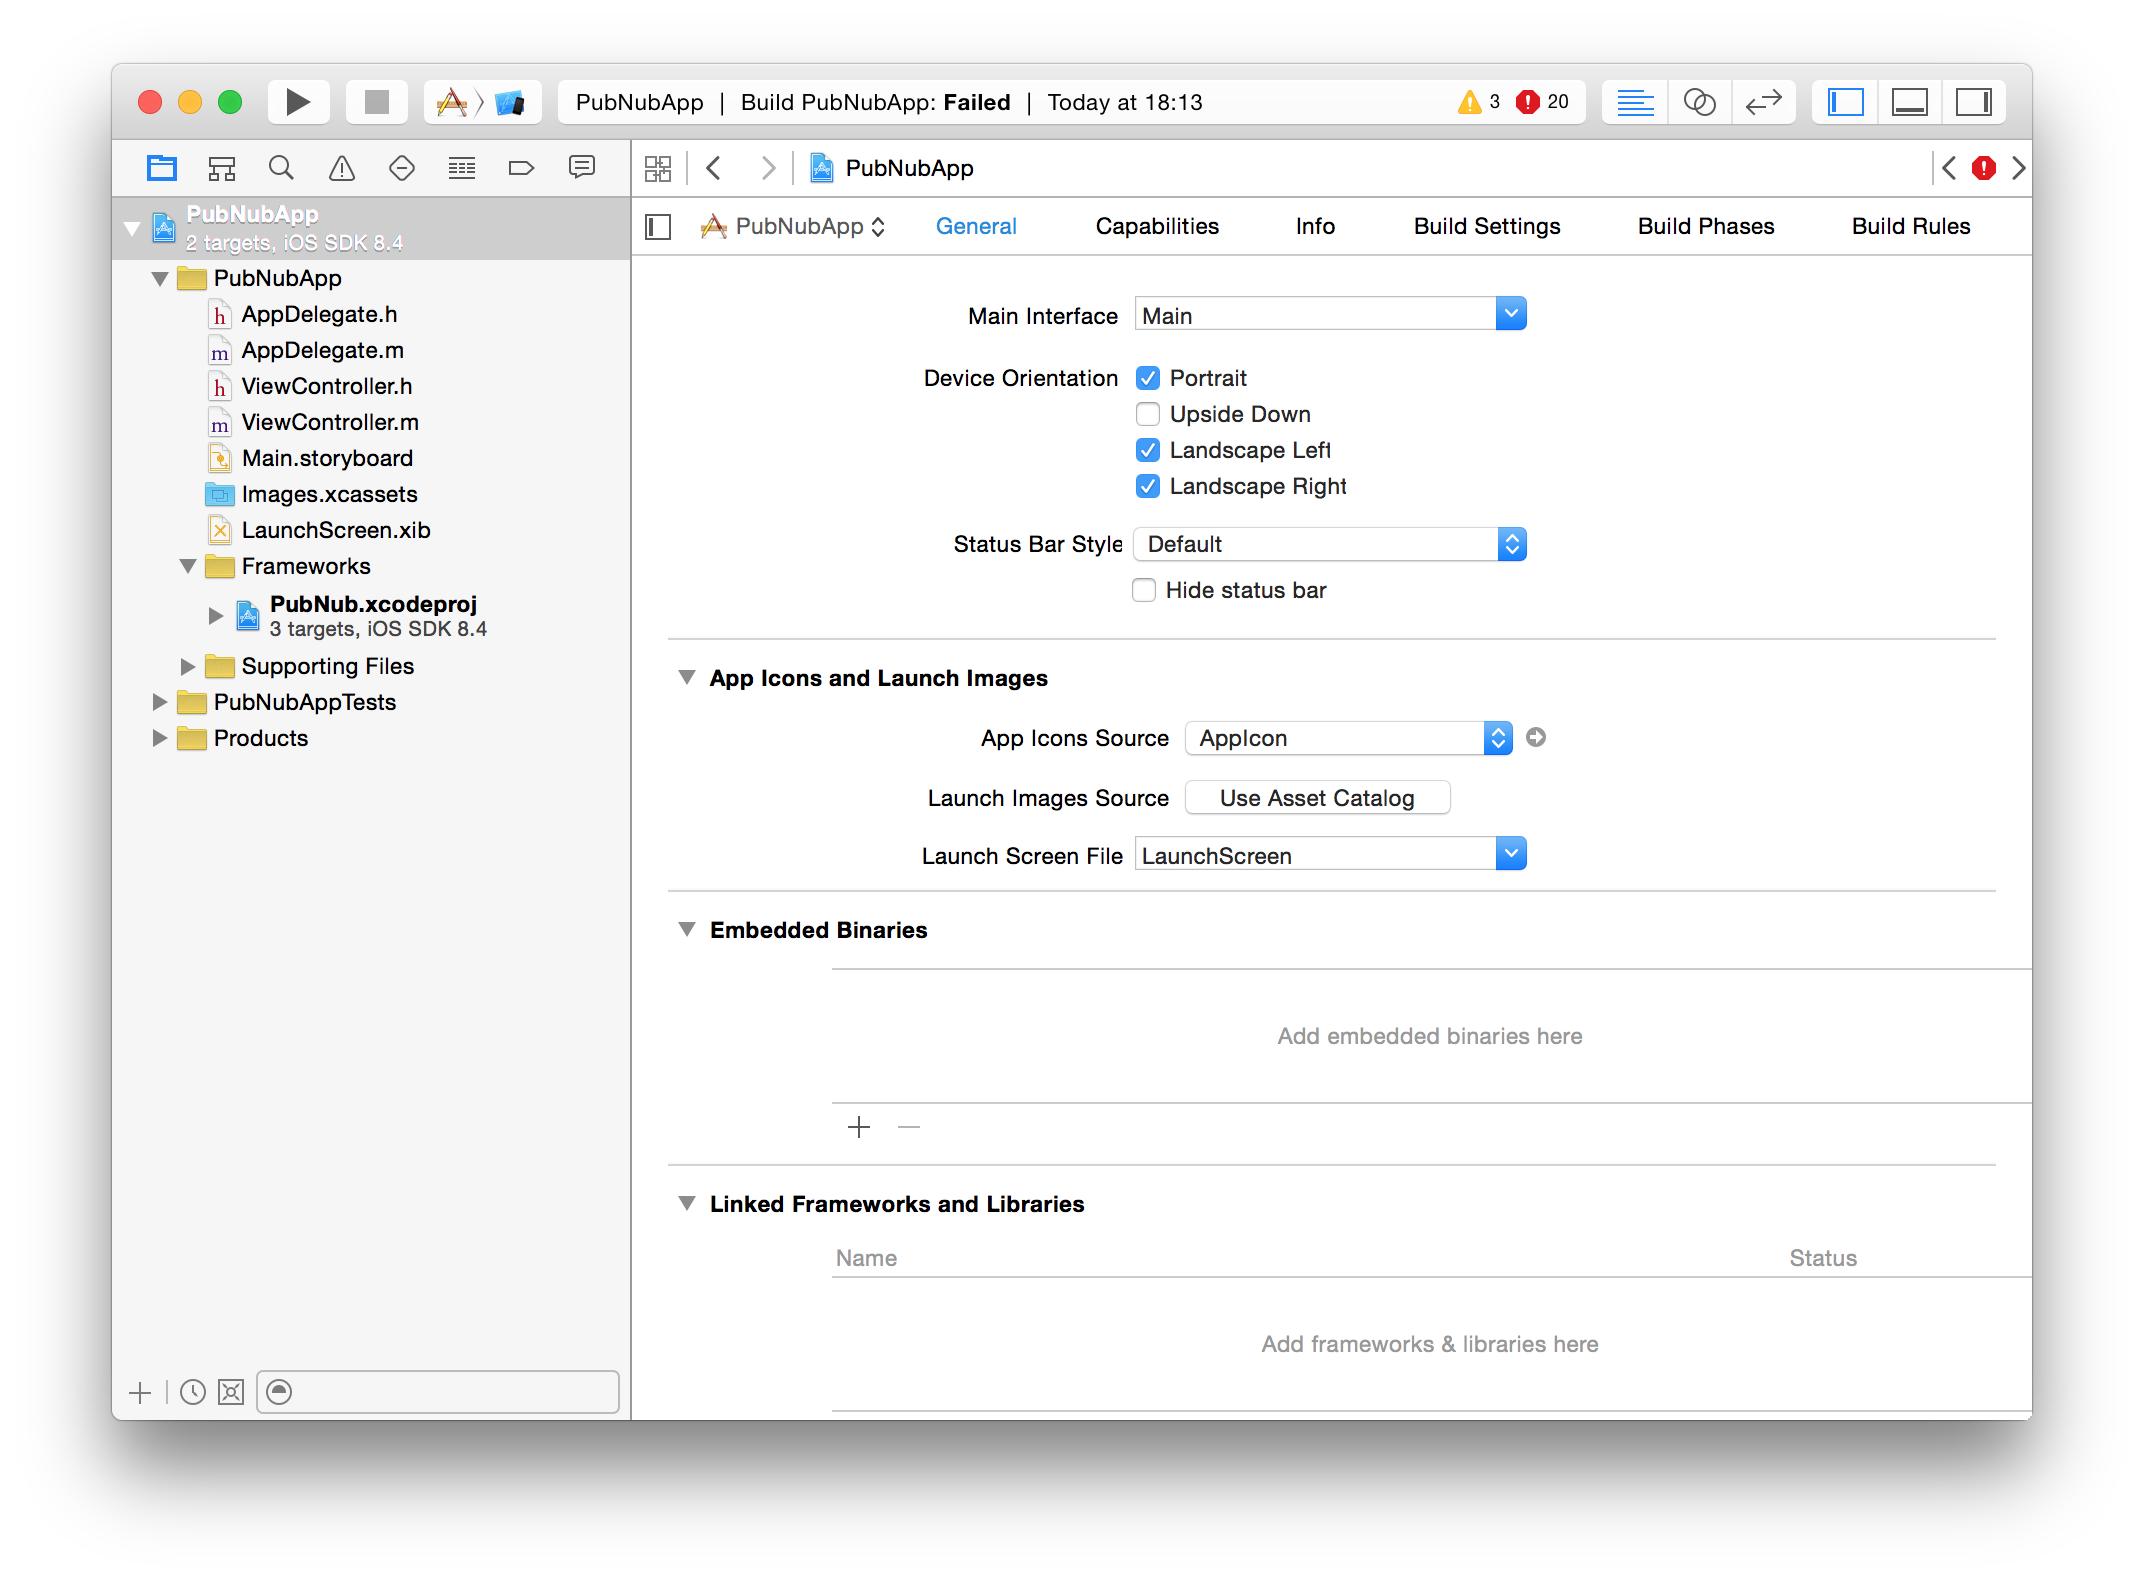 PubNubApp | Build PubNubApp: Failed | Today at 18:13 3 20
PubNubApp
PubNubApp
2 targets, iOS SDK 8.4
PubNubApp
h AppDelegate.h
m AppDelegate.m
h ViewController.h
m ViewController.m
Main.storyboard
Images.xcassets
LaunchScreen.xib
Frameworks
PubNub.xcodeproj
3 targets, iOS SDK 8.4
Supporting Files
PubNubAppTests
Products
PubNubApp General Capabilities Info Build Settings Build Phases Build Rules
Main Interface Main
Device Orientation Portrait
Upside Down
Landscape Left
Landscape Right
Status Bar Style Default
Hide status bar
App Icons and Launch Images
App Icons Source AppIcon
Launch Images Source Use Asset Catalog
Launch Screen File LaunchScreen
Embedded Binaries
Add embedded binaries here
Linked Frameworks and Libraries
Name Status
Add frameworks & libraries here